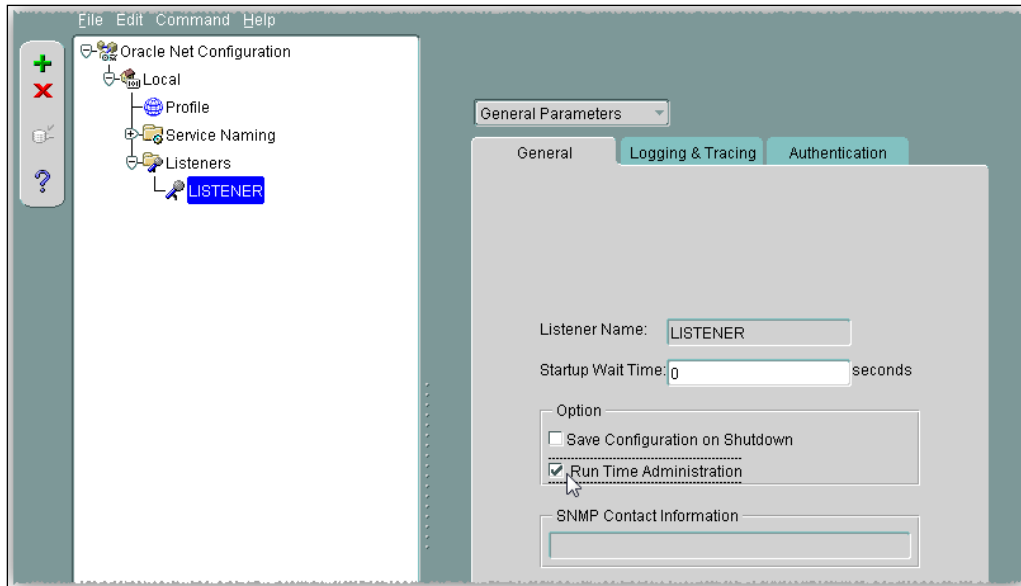 File Edit Command Help
Oracle Net Configuration
Local
Profile
Service Naming
Listeners
LISTENER
General Parameters
General Logging & Tracing Authentication
Listener Name: LISTENER
Startup Wait Time: 0 seconds
Option
Save Configuration on Shutdown
Run Time Administration
SNMP Contact Information